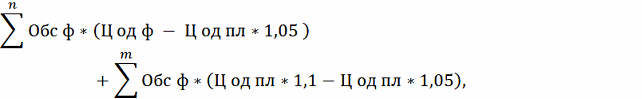 n
∑ Обс ф ∗ (Ц од ф − Ц од пл ∗ 1,05 )
m
+ ∑ Обс ф ∗ (Ц од пл ∗ 1,1 − Ц од пл ∗ 1,05),